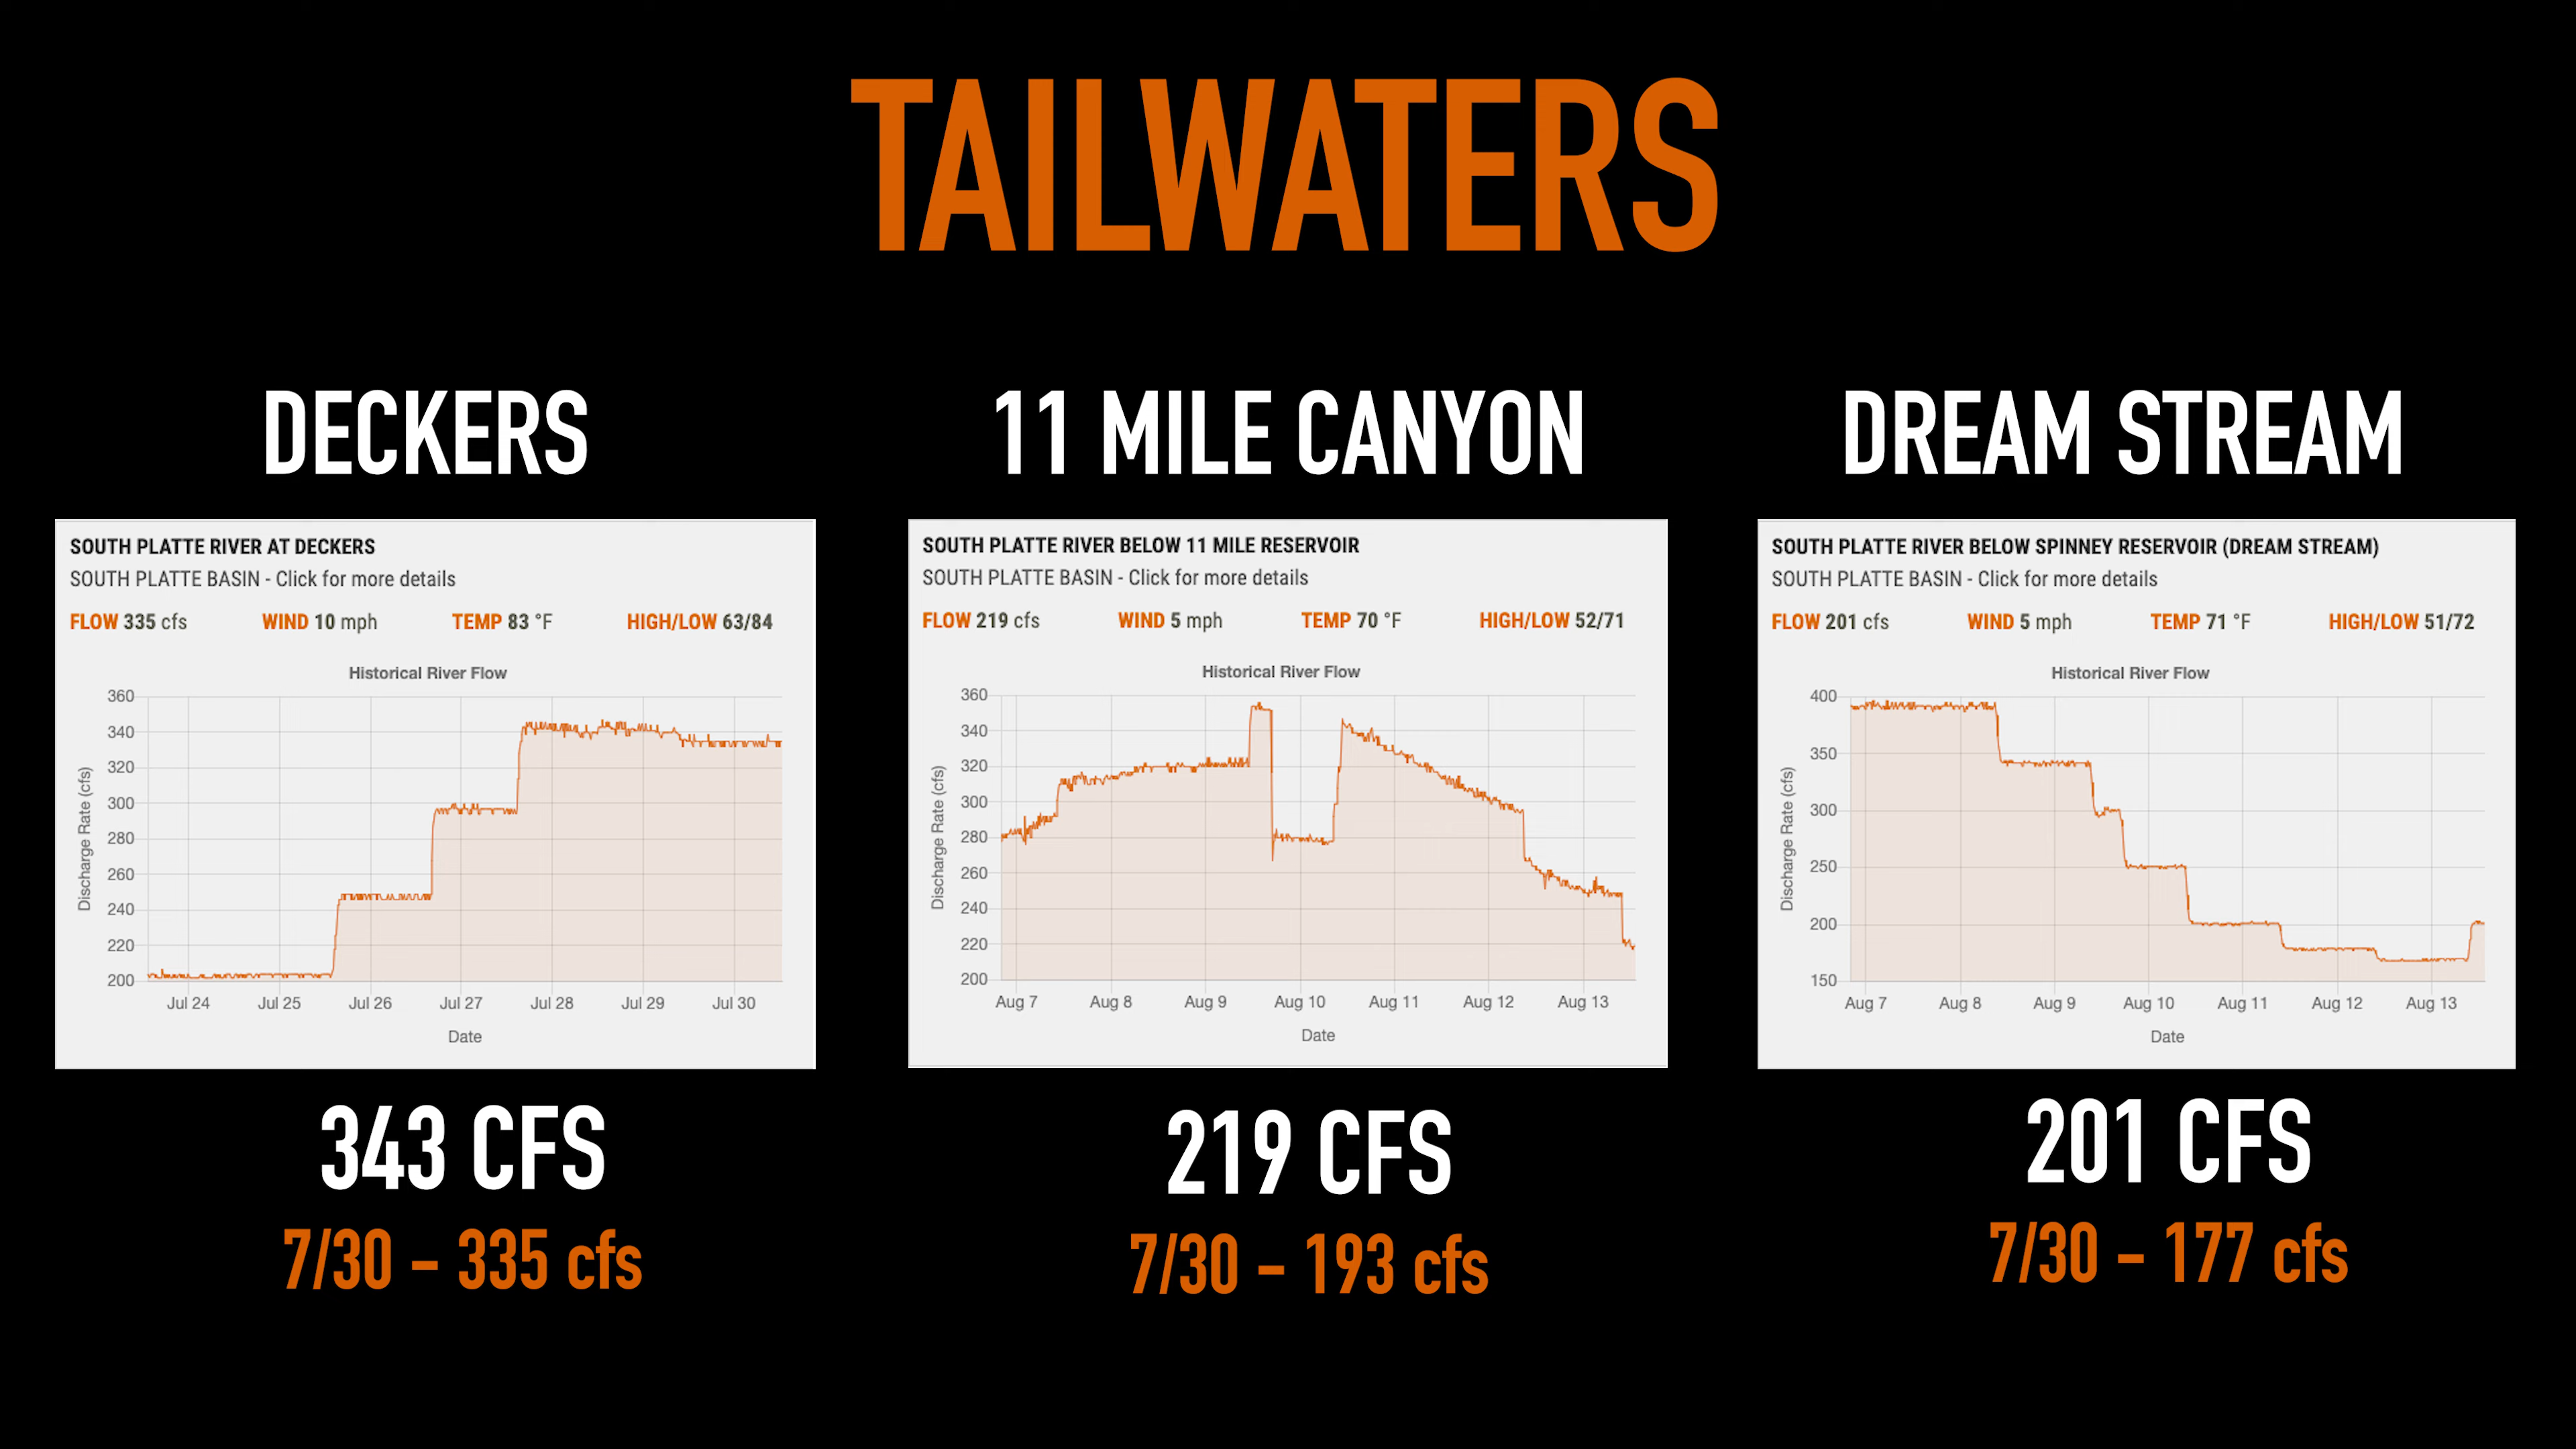 TAILWATERS
DECKERS
SOUTH PLATTE RIVER AT DECKERS
SOUTH PLATTE BASIN - Click for more details
FLOW 335 cfs WIND 10 mph TEMP 83 °F HIGH/LOW 63/84
Historical River Flow
Discharge Rate (cfs)
360
340
320
300
280
260
240
220
200
Jul 24 Jul 25 Jul 26 Jul 27 Jul 28 Jul 29 Jul 30
Date
343 CFS
7/30 – 335 cfs
11 MILE CANYON
SOUTH PLATTE RIVER BELOW 11 MILE RESERVOIR
SOUTH PLATTE BASIN - Click for more details
FLOW 219 cfs WIND 5 mph TEMP 70 °F HIGH/LOW 52/71
Historical River Flow
Discharge Rate (cfs)
360
340
320
300
280
260
240
220
200
Aug 7 Aug 8 Aug 9 Aug 10 Aug 11 Aug 12 Aug 13
Date
219 CFS
7/30 – 193 cfs
DREAM STREAM
SOUTH PLATTE RIVER BELOW SPINNEY RESERVOIR (DREAM STREAM)
SOUTH PLATTE BASIN - Click for more details
FLOW 201 cfs WIND 5 mph TEMP 71 °F HIGH/LOW 51/72
Historical River Flow
Discharge Rate (cfs)
400
350
300
250
200
150
Aug 7 Aug 8 Aug 9 Aug 10 Aug 11 Aug 12 Aug 13
Date
201 CFS
7/30 – 177 cfs